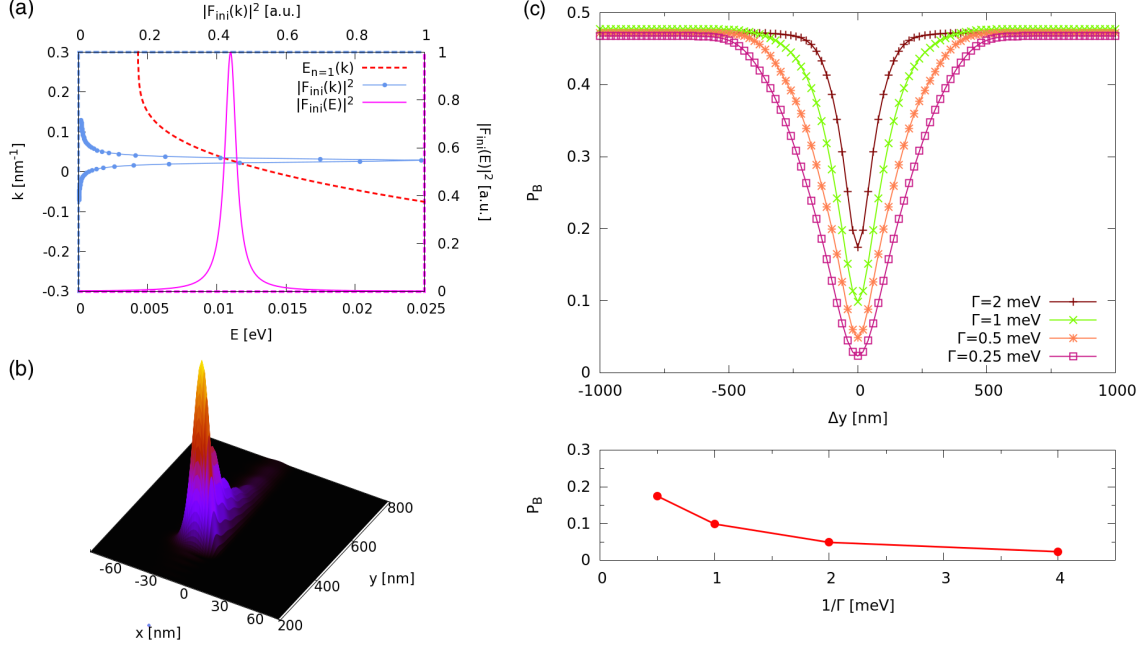 (a)
|F_ini(k)|² [a.u.]
0 0.2 0.4 0.6 0.8 1
k [nm⁻¹]
0.3
0.2
0.1
0
-0.1
-0.2
-0.3
E_n=1(k)
|F_ini(k)|²
|F_ini(E)|²
1
0.8
0.6
0.4
0.2
0
|F_ini(E)|² [a.u.]
0 0.005 0.01 0.015 0.02 0.025
E [eV]
(b)
-60
-30
0
30
60
x [nm]
200
400
600
800
y [nm]
(c)
P_B
0.5
0.4
0.3
0.2
0.1
0
Γ=2 meV
Γ=1 meV
Γ=0.5 meV
Γ=0.25 meV
-1000 -500 0 500 1000
Δy [nm]
P_B
0.3
0.2
0.1
0
0 1 2 3 4
1/Γ [meV]